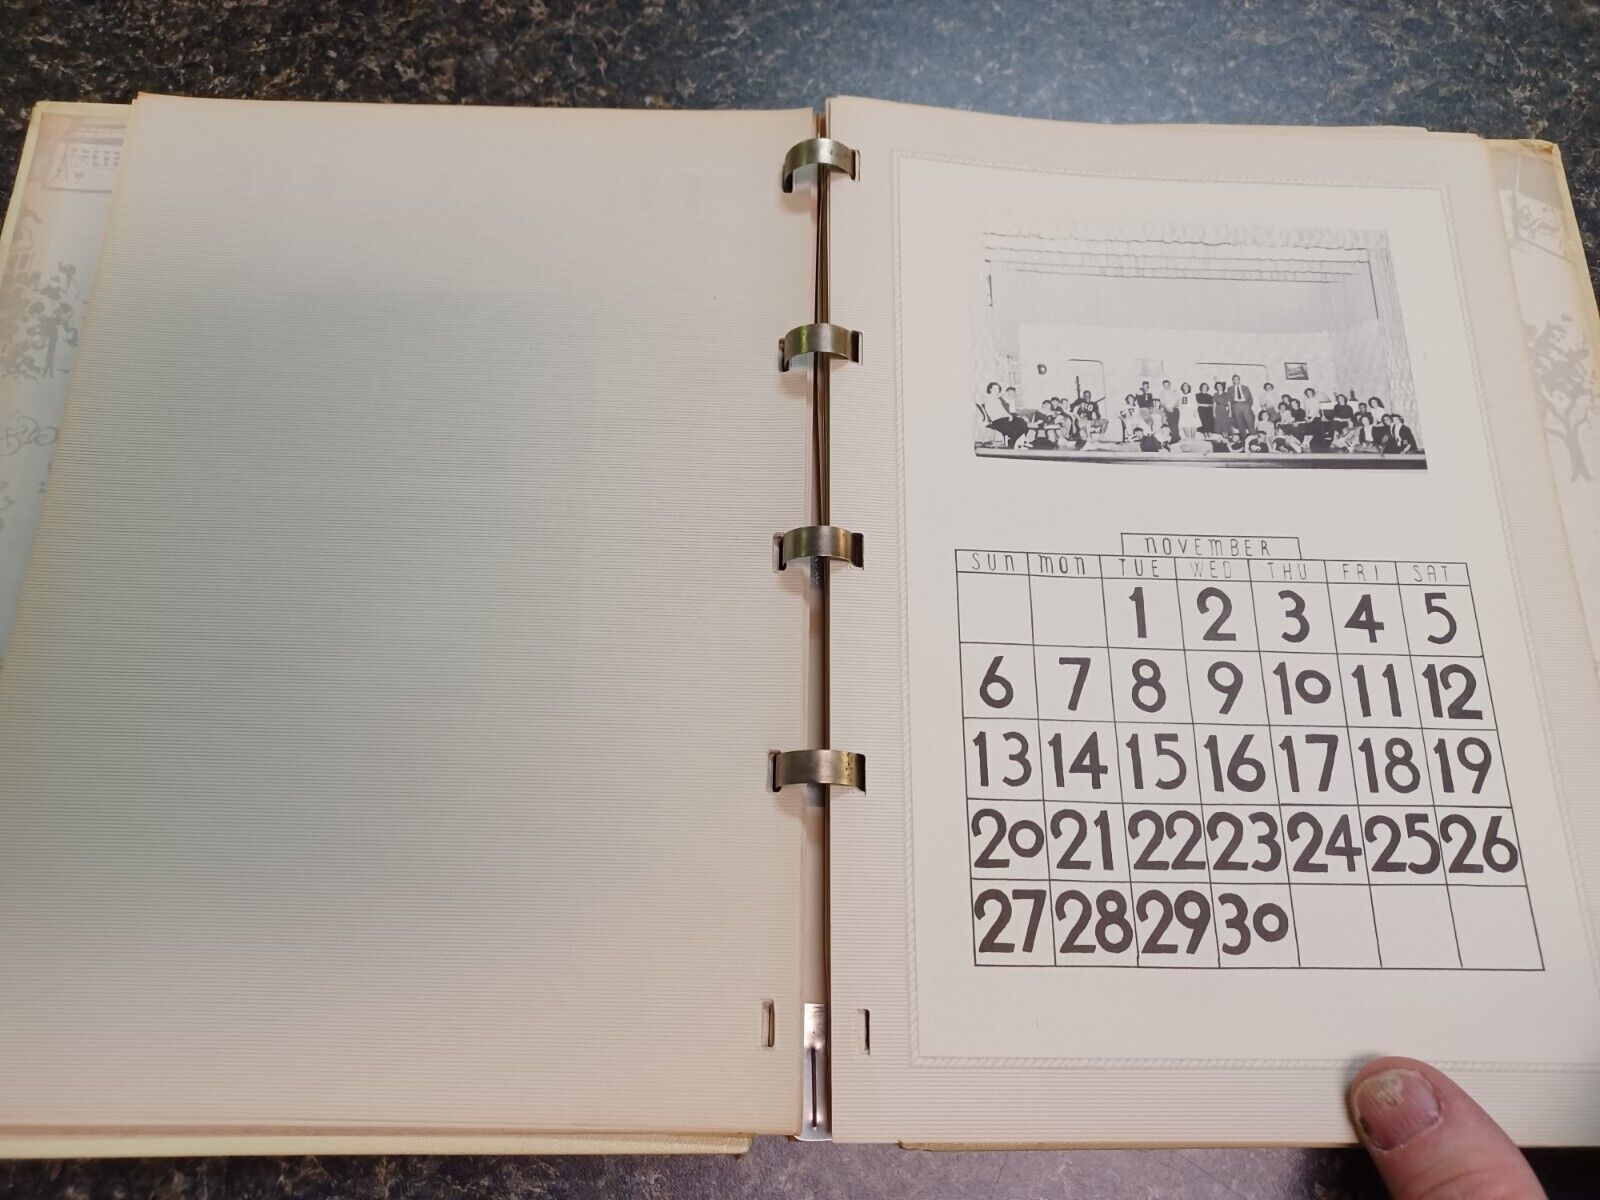 NOVEMBER
SUN MON TUE WED THU FRI SAT
1 2 3 4 5
6 7 8 9 10 11 12
13 14 15 16 17 18 19
20 21 22 23 24 25 26
27 28 29 30